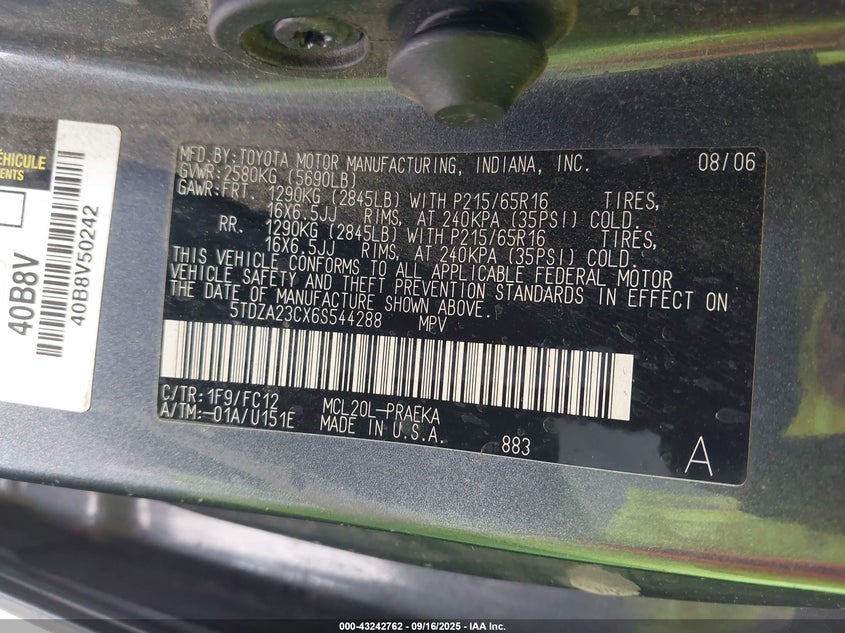 ÉHICULE
ENTS
40B8V
40B8V50242
MFD.BY:TOYOTA MOTOR MANUFACTURING, INDIANA, INC. 08/06
GVWR:2580KG (5690LB)
GAWR:FRT. 1290KG (2845LB) WITH P215/65R16 TIRES,
16X6.5JJ RIMS, AT 240KPA (35PSI) COLD.
RR. 1290KG (2845LB) WITH P215/65R16 TIRES,
16X6.5JJ RIMS, AT 240KPA (35PSI) COLD.
THIS VEHICLE CONFORMS TO ALL APPLICABLE FEDERAL MOTOR
VEHICLE SAFETY AND THEFT PREVENTION STANDARDS IN EFFECT ON
THE DATE OF MANUFACTURE SHOWN ABOVE.
5TDZA23CX6S544288 MPV
C/TR:1F9/FC12 MCL20L-PRAEKA
A/TM:-01A/U151E MADE IN U.S.A.
883
A
000-43242762 - 09/16/2025 - IAA Inc.